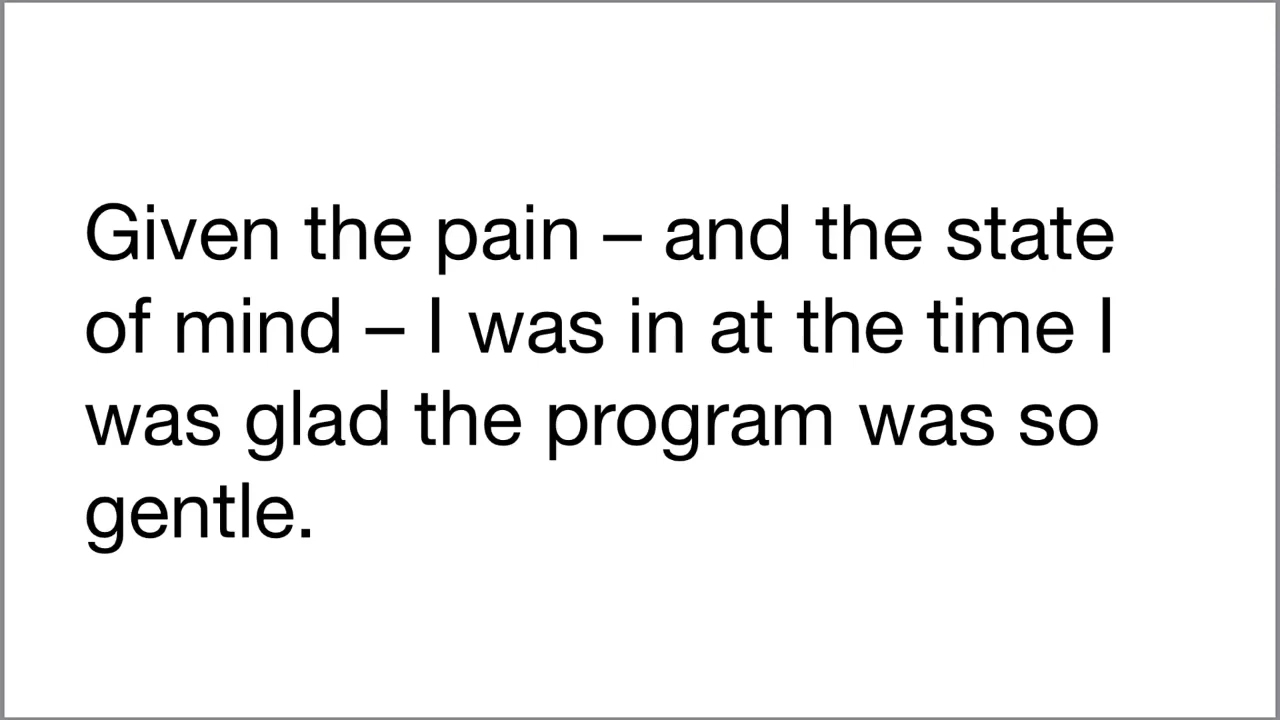 Given the pain – and the state
of mind – I was in at the time I
was glad the program was so
gentle.